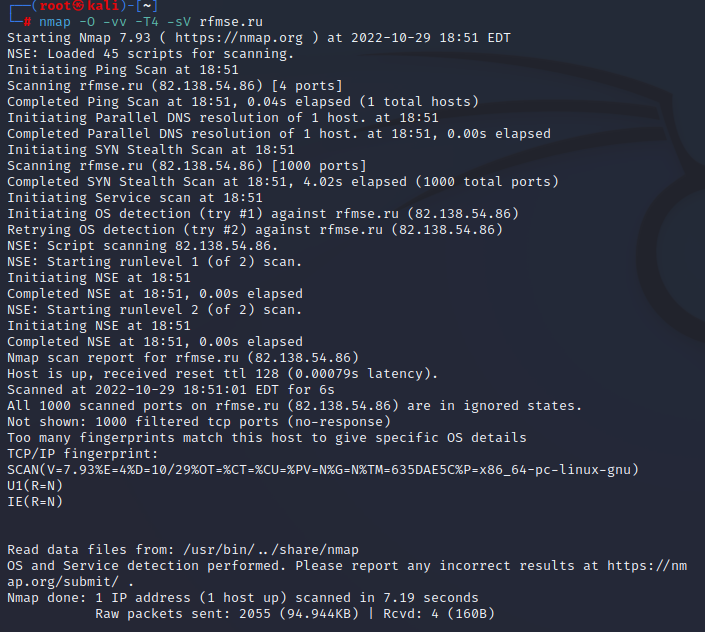 ┌──(root㉿kali)-[~]
└─# nmap -O -vv -T4 -sV rfmse.ru
Starting Nmap 7.93 ( https://nmap.org ) at 2022-10-29 18:51 EDT
NSE: Loaded 45 scripts for scanning.
Initiating Ping Scan at 18:51
Scanning rfmse.ru (82.138.54.86) [4 ports]
Completed Ping Scan at 18:51, 0.04s elapsed (1 total hosts)
Initiating Parallel DNS resolution of 1 host. at 18:51
Completed Parallel DNS resolution of 1 host. at 18:51, 0.00s elapsed
Initiating SYN Stealth Scan at 18:51
Scanning rfmse.ru (82.138.54.86) [1000 ports]
Completed SYN Stealth Scan at 18:51, 4.02s elapsed (1000 total ports)
Initiating Service scan at 18:51
Initiating OS detection (try #1) against rfmse.ru (82.138.54.86)
Retrying OS detection (try #2) against rfmse.ru (82.138.54.86)
NSE: Script scanning 82.138.54.86.
NSE: Starting runlevel 1 (of 2) scan.
Initiating NSE at 18:51
Completed NSE at 18:51, 0.00s elapsed
NSE: Starting runlevel 2 (of 2) scan.
Initiating NSE at 18:51
Completed NSE at 18:51, 0.00s elapsed
Nmap scan report for rfmse.ru (82.138.54.86)
Host is up, received reset ttl 128 (0.00079s latency).
Scanned at 2022-10-29 18:51:01 EDT for 6s
All 1000 scanned ports on rfmse.ru (82.138.54.86) are in ignored states.
Not shown: 1000 filtered tcp ports (no-response)
Too many fingerprints match this host to give specific OS details
TCP/IP fingerprint:
SCAN(V=7.93%E=4%D=10/29%OT=%CT=%CU=%PV=N%G=N%TM=635DAE5C%P=x86_64-pc-linux-gnu)
U1(R=N)
IE(R=N)
Read data files from: /usr/bin/../share/nmap
OS and Service detection performed. Please report any incorrect results at https://nm
ap.org/submit/ .
Nmap done: 1 IP address (1 host up) scanned in 7.19 seconds
Raw packets sent: 2055 (94.944KB) | Rcvd: 4 (160B)